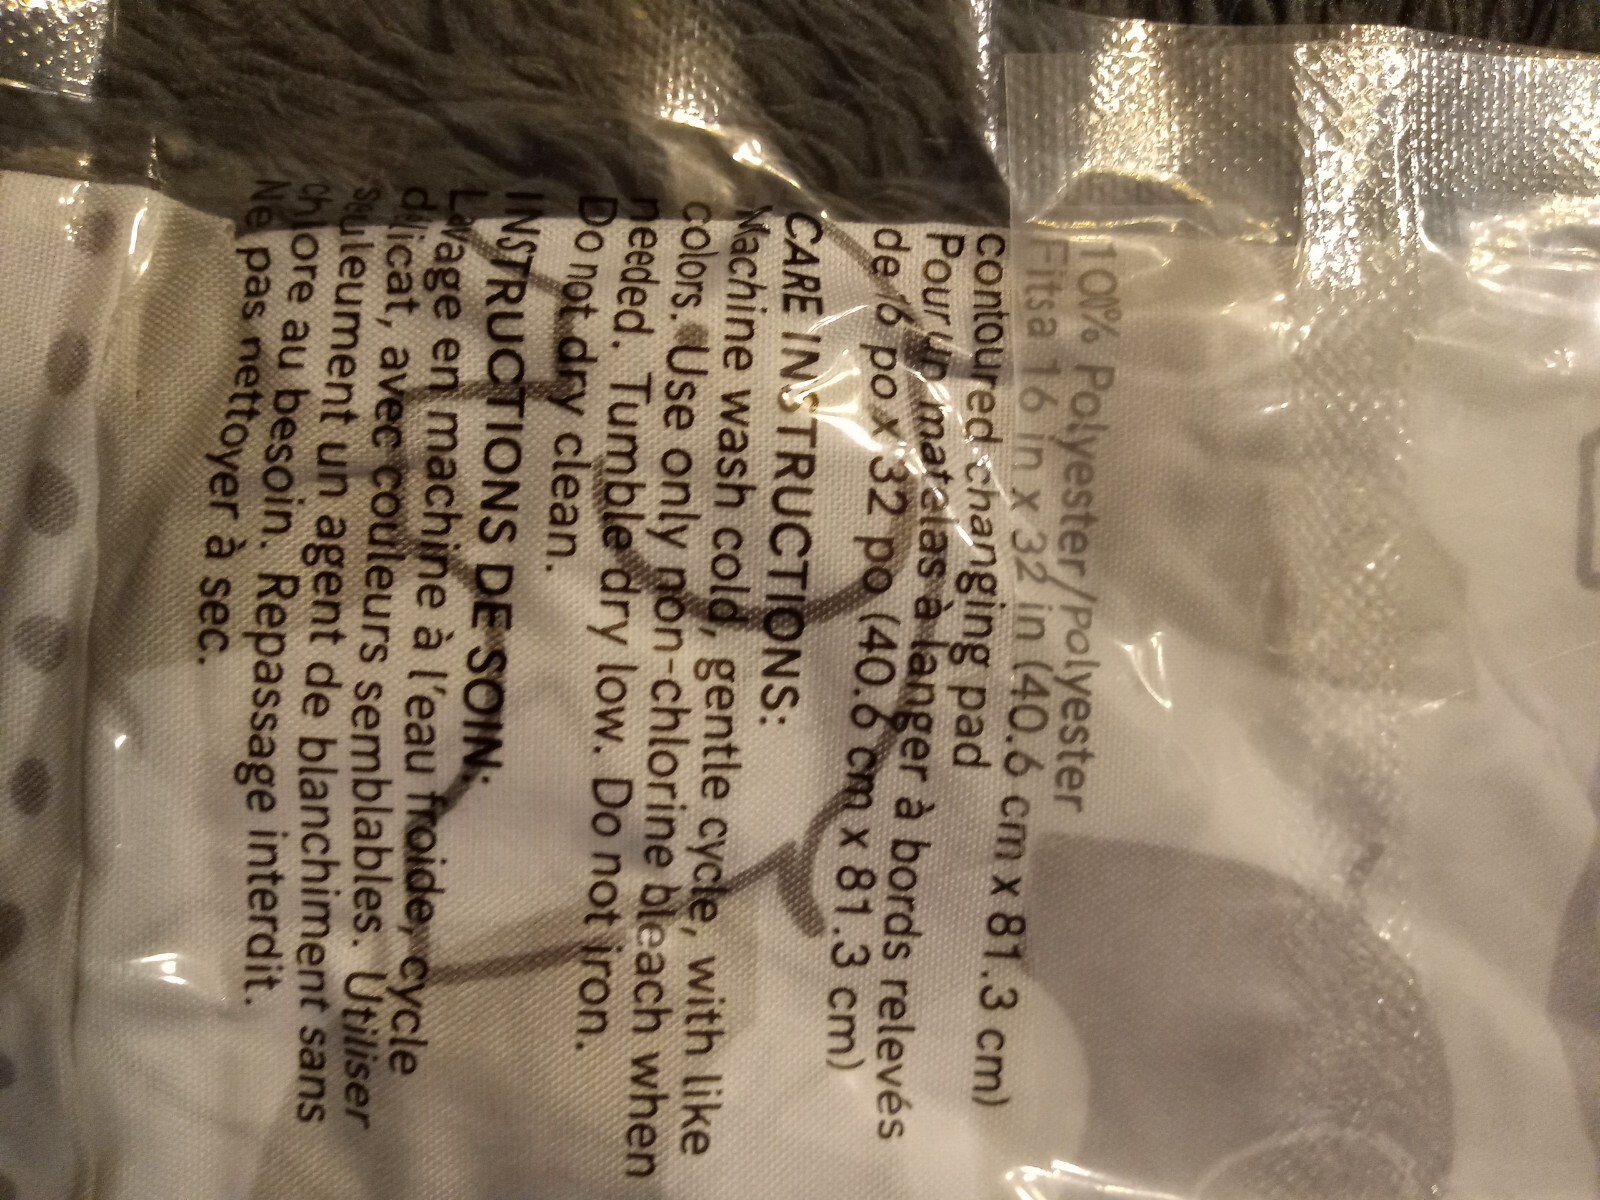 100% Polyester/Polyester
Fits a 16 in x 32 in (40.6 cm x 81.3 cm)
contoured changing pad
Pour un matelas à langer à bords relevés
de 16 po x 32 po (40.6 cm x 81.3 cm)
CARE INSTRUCTIONS:
Machine wash cold, gentle cycle, with like
colors. Use only non-chlorine bleach when
needed. Tumble dry low. Do not iron.
Do not dry clean.
INSTRUCTIONS DE SOIN:
Lavage en machine à l'eau froide, cycle
délicat, avec couleurs semblables. Utiliser
seuleument un agent de blanchiment sans
chlore au besoin. Repassage interdit.
Ne pas nettoyer à sec.